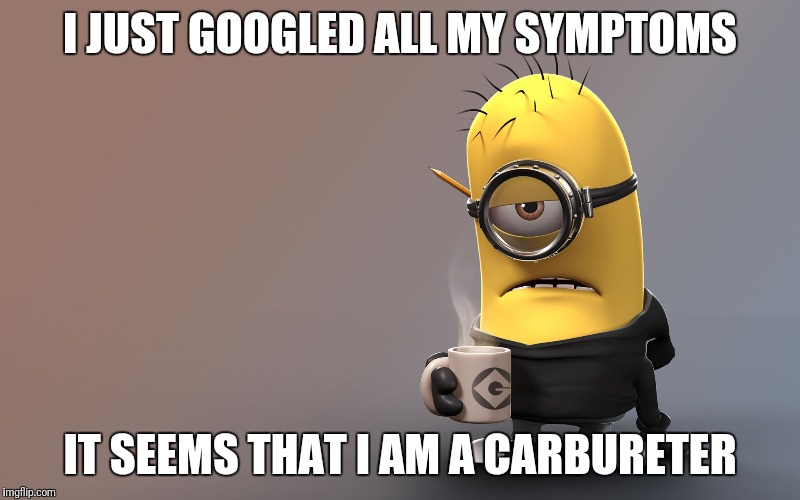 I JUST GOOGLED ALL MY SYMPTOMS
G
IT SEEMS THAT I AM A CARBURETER
imgflip.com